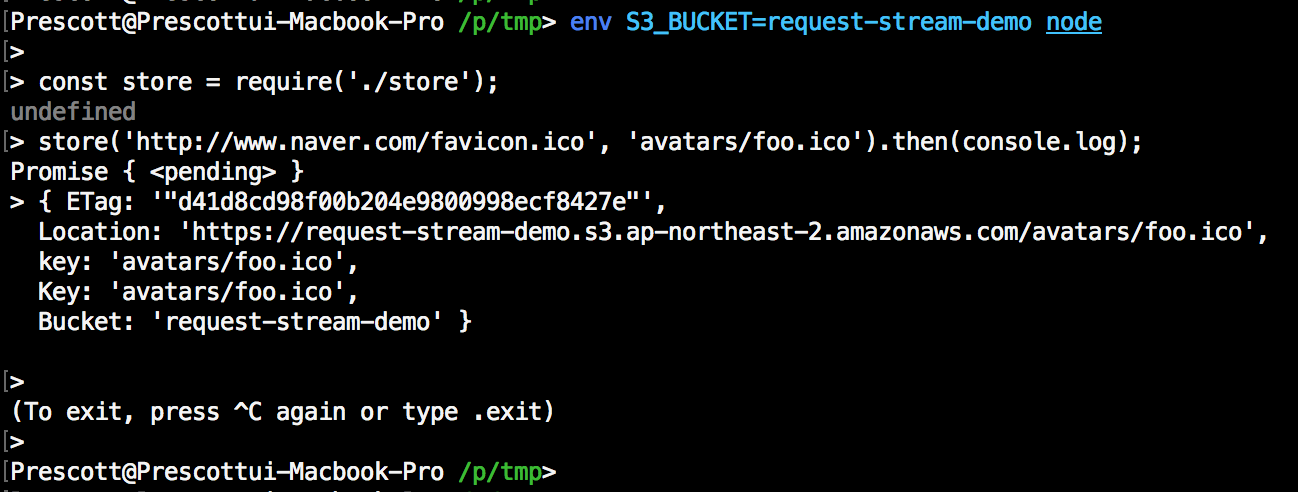 [Prescott@Prescottui-Macbook-Pro /p/tmp> env S3_BUCKET=request-stream-demo node
[>
[> const store = require('./store');
undefined
[> store('http://www.naver.com/favicon.ico', 'avatars/foo.ico').then(console.log);
Promise { <pending> }
> { ETag: '"d41d8cd98f00b204e9800998ecf8427e"',
  Location: 'https://request-stream-demo.s3.ap-northeast-2.amazonaws.com/avatars/foo.ico',
  key: 'avatars/foo.ico',
  Key: 'avatars/foo.ico',
  Bucket: 'request-stream-demo' }
[>
(To exit, press ^C again or type .exit)
[>
[Prescott@Prescottui-Macbook-Pro /p/tmp>